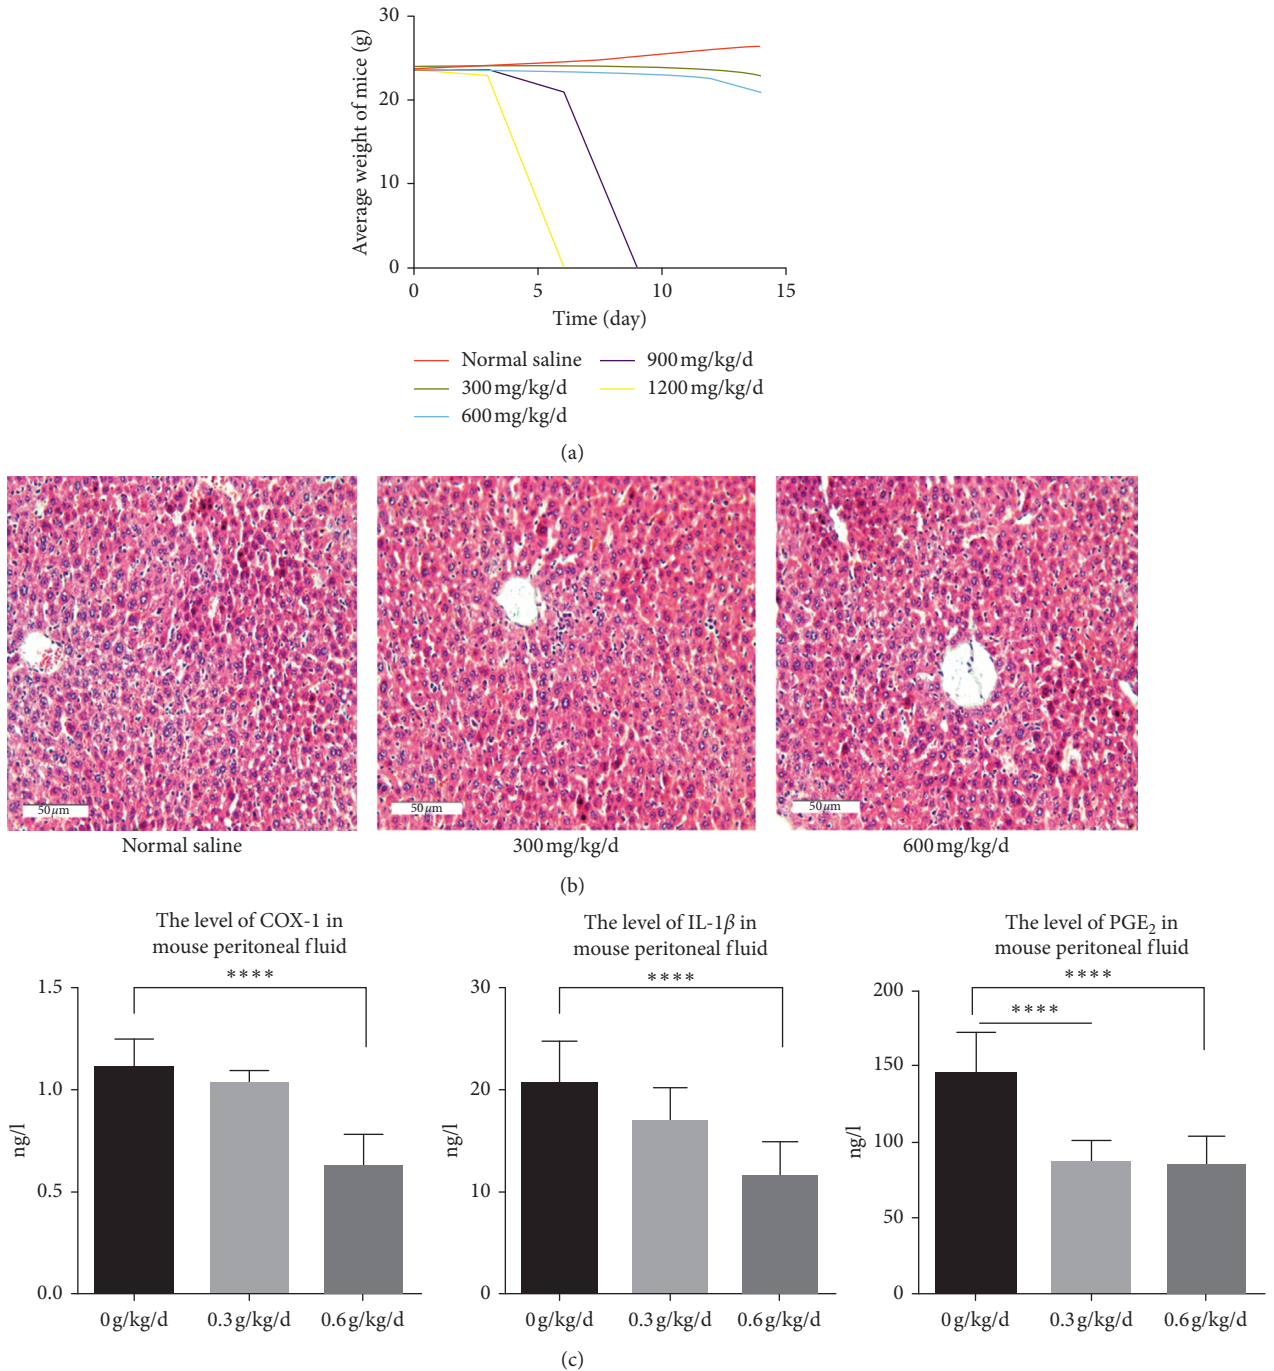 30
20
10
0
Average weight of mice (g)
0 5 10 15
Time (day)
Normal saline
300 mg/kg/d
600 mg/kg/d
900 mg/kg/d
1200 mg/kg/d
(a)
50 μm
50 μm
50 μm
Normal saline
300 mg/kg/d
600 mg/kg/d
(b)
The level of COX-1 in
mouse peritoneal fluid
****
1.5
1.0
0.5
0.0
ng/l
0 g/kg/d 0.3 g/kg/d 0.6 g/kg/d
The level of IL-1β in
mouse peritoneal fluid
****
30
20
10
0
ng/l
0 g/kg/d 0.3 g/kg/d 0.6 g/kg/d
The level of PGE₂ in
mouse peritoneal fluid
****
****
200
150
100
50
0
ng/l
0 g/kg/d 0.3 g/kg/d 0.6 g/kg/d
(c)